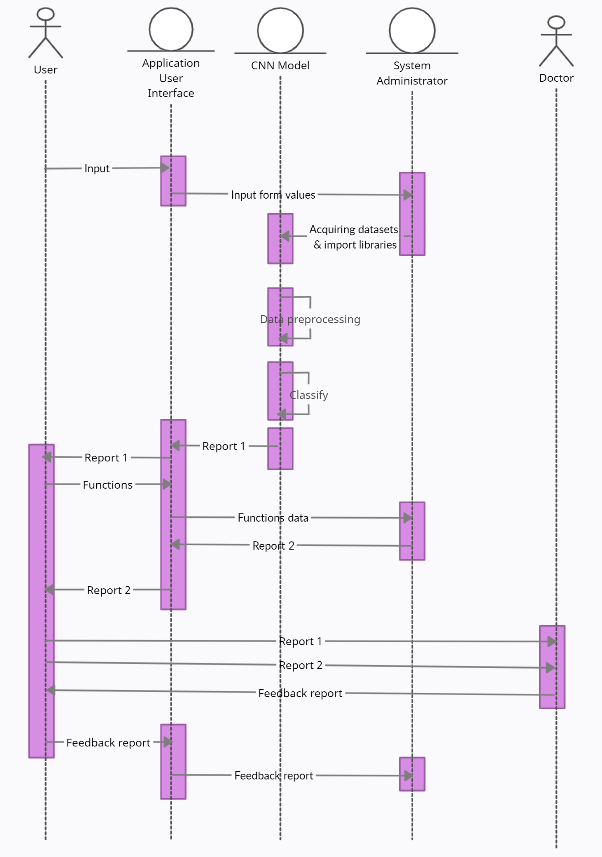 User
Application
User
Interface
CNN Model
System
Administrator
Doctor
Input
Input form values
Acquiring datasets
& import libraries
Data preprocessing
Classify
Report 1
Report 1
Functions
Functions data
Report 2
Report 2
Report 1
Report 2
Feedback report
Feedback report
Feedback report